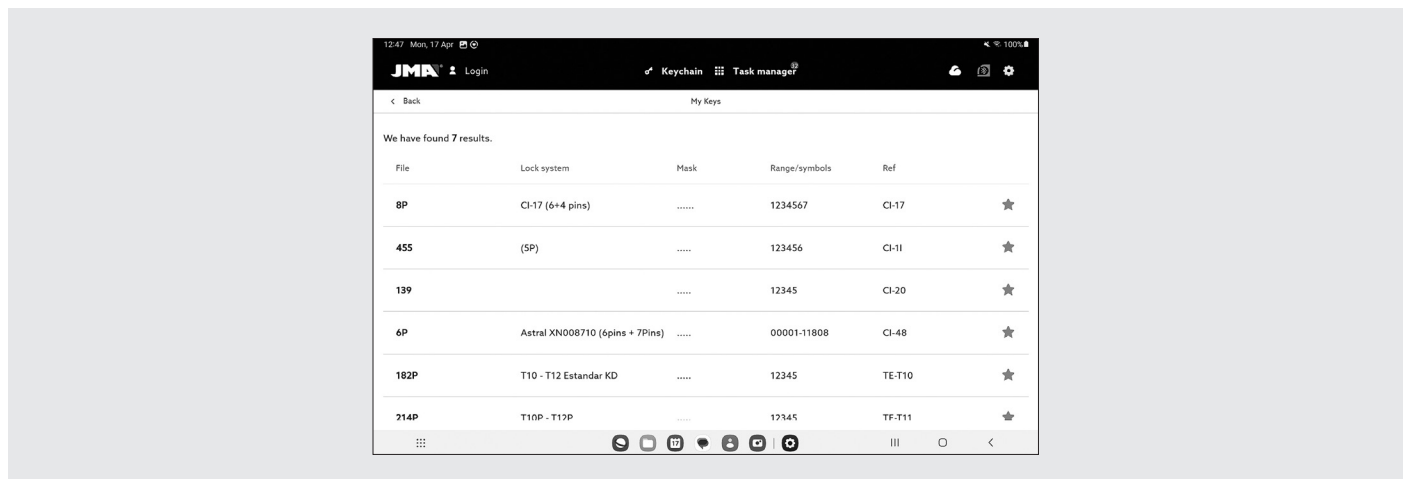 12:47 Mon, 17 Apr 100%
JMA Login Keychain Task manager 32
Back My Keys
We have found 7 results.
File Lock system Mask Range/symbols Ref
8P CI-17 (6+4 pins) ...... 1234567 CI-17
455 (5P) ..... 123456 CI-1I
139 ..... 12345 CI-20
6P Astral XN008710 (6pins + 7Pins) ..... 00001-11808 CI-48
182P T10 - T12 Estandar KD ..... 12345 TE-T10
214P T10P - T12P ..... 12345 TE-T11
17